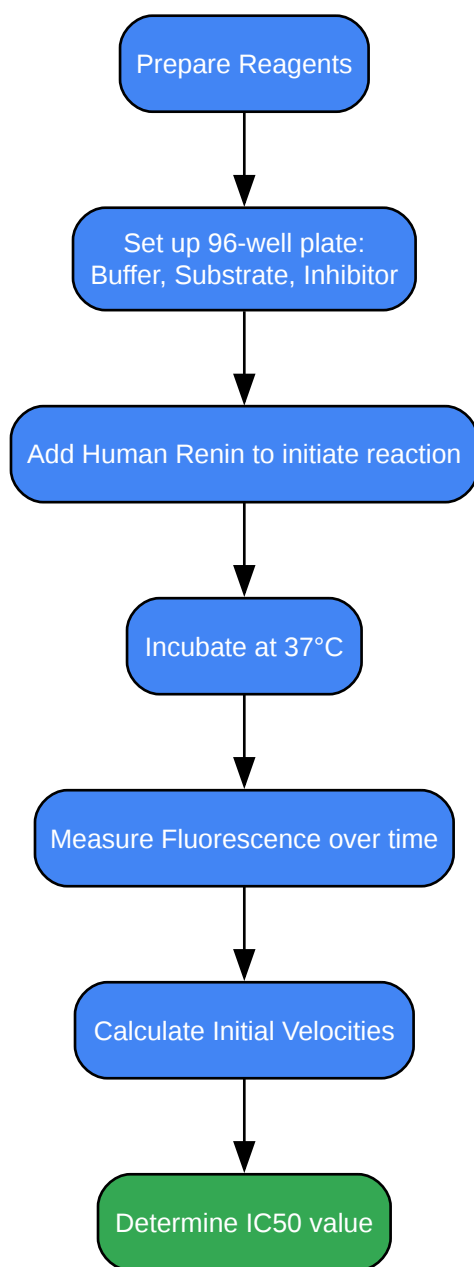 Prepare Reagents
Set up 96-well plate:
Buffer, Substrate, Inhibitor
Add Human Renin to initiate reaction
Incubate at 37°C
Measure Fluorescence over time
Calculate Initial Velocities
Determine IC50 value